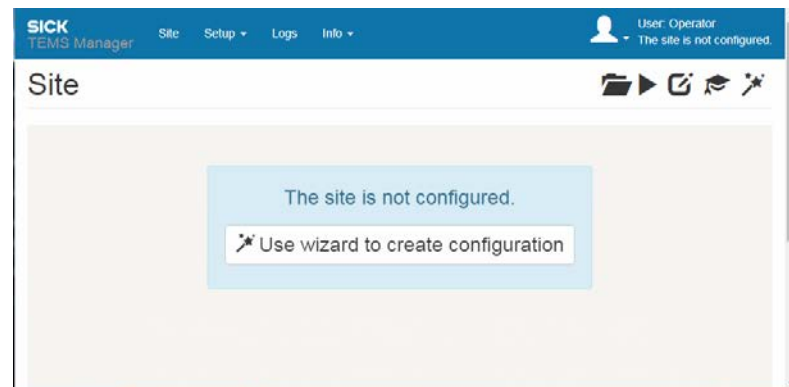 SICK
TEMS Manager
Site
Setup
Logs
Info
User: Operator
The site is not configured.
Site
The site is not configured.
Use wizard to create configuration